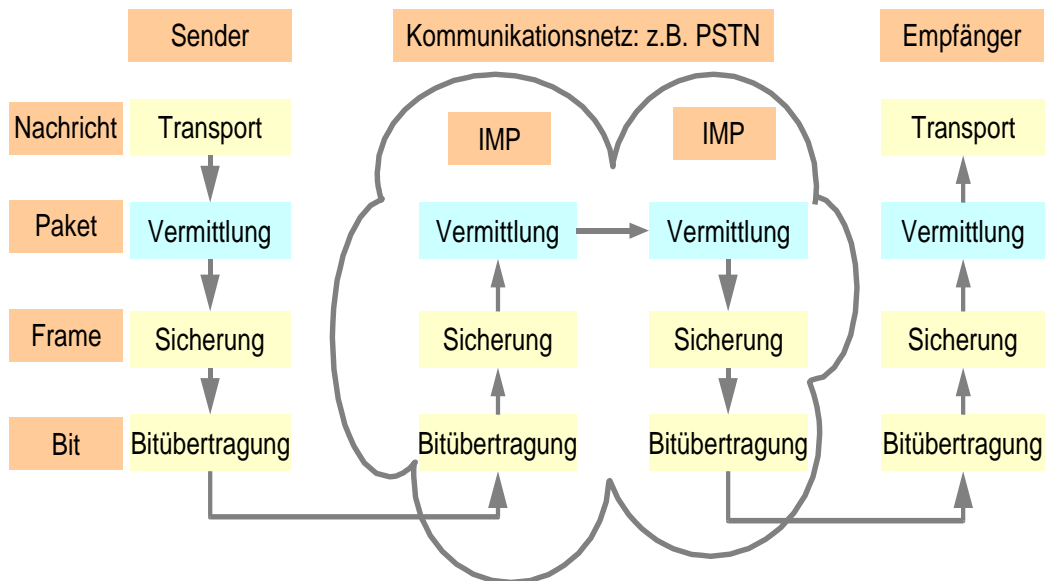 Sender
Kommunikationsnetz: z.B. PSTN
Empfänger
Nachricht
Transport
IMP
IMP
Transport
Paket
Vermittlung
Vermittlung
Vermittlung
Vermittlung
Frame
Sicherung
Sicherung
Sicherung
Sicherung
Bit
Bitübertragung
Bitübertragung
Bitübertragung
Bitübertragung